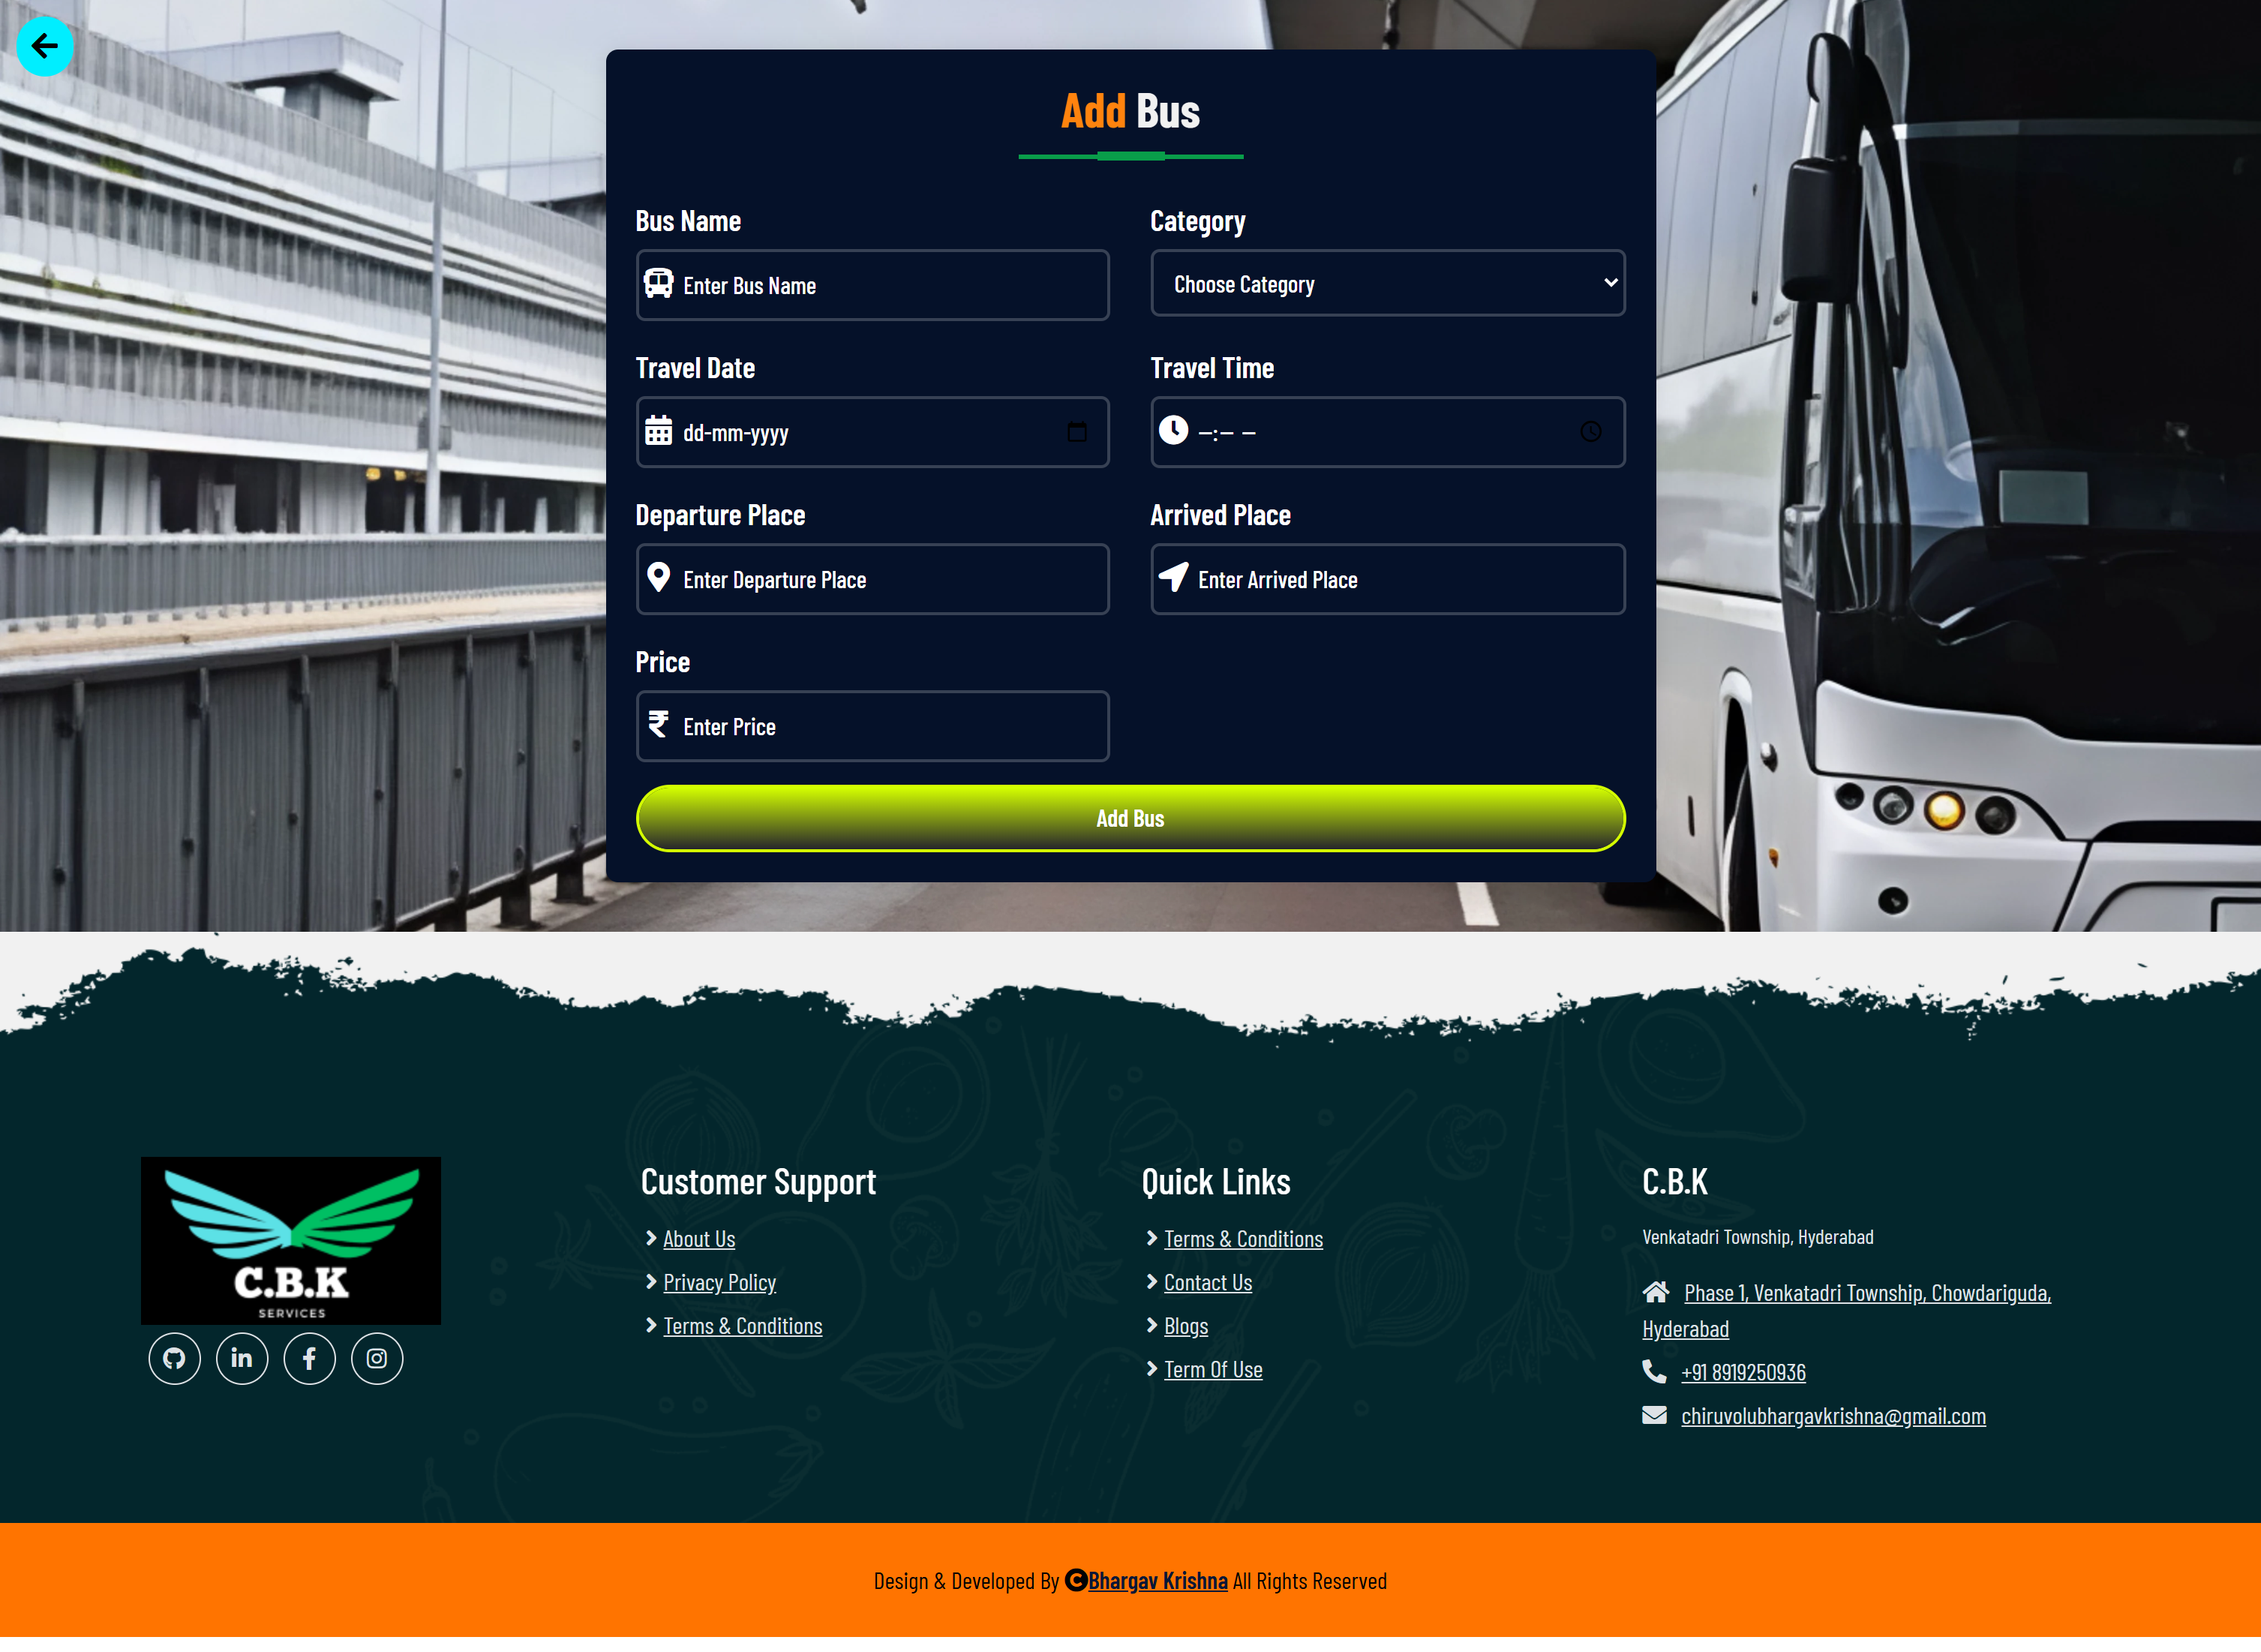 Add Bus
Bus Name
Category
Enter Bus Name
Choose Category
Travel Date
Travel Time
dd-mm-yyyy
--:-- --
Departure Place
Arrived Place
Enter Departure Place
Enter Arrived Place
Price
Enter Price
Add Bus
C.B.K
SERVICES
Customer Support
About Us
Privacy Policy
Terms & Conditions
Quick Links
Terms & Conditions
Contact Us
Blogs
Term Of Use
C.B.K
Venkatadri Township, Hyderabad
Phase 1, Venkatadri Township, Chowdariguda,
Hyderabad
+91 8919250936
chiruvolubhargavkrishna@gmail.com
Design & Developed By ©Bhargav Krishna All Rights Reserved